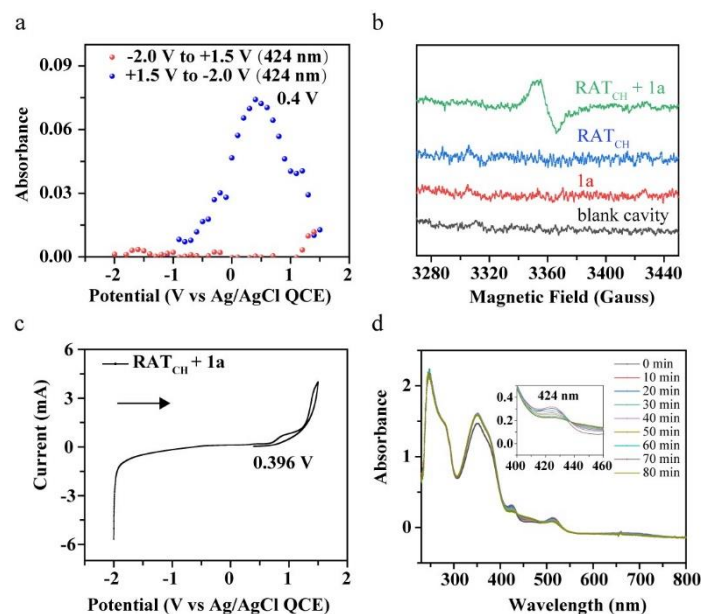 a
-2.0 V to +1.5 V (424 nm)
+1.5 V to -2.0 V (424 nm)
0.4 V
0.09
0.06
0.03
0.00
Absorbance
-2 -1 0 1 2
Potential (V vs Ag/AgCl QCE)
b
RATCH + 1a
RATCH
1a
blank cavity
3280 3320 3360 3400 3440
Magnetic Field (Gauss)
c
RATCH + 1a
0.396 V
6
3
0
-3
-6
Current (mA)
-2 -1 0 1 2
Potential (V vs Ag/AgCl QCE)
d
424 nm
0.4
0.2
0.0
400 420 440 460
0 min
10 min
20 min
30 min
40 min
50 min
60 min
70 min
80 min
2
1
0
Absorbance
300 400 500 600 700 800
Wavelength (nm)